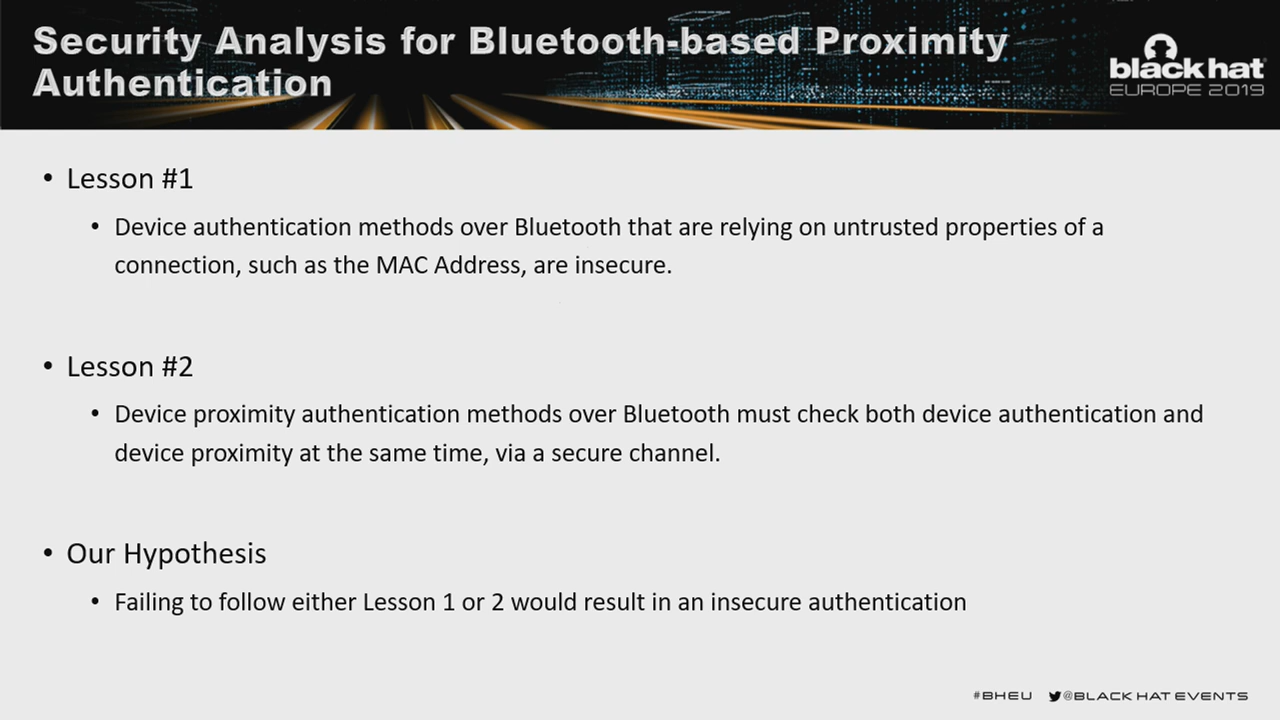 Security Analysis for Bluetooth-based Proximity
Authentication
black hat
EUROPE 2019
• Lesson #1
• Device authentication methods over Bluetooth that are relying on untrusted properties of a
connection, such as the MAC Address, are insecure.
• Lesson #2
• Device proximity authentication methods over Bluetooth must check both device authentication and
device proximity at the same time, via a secure channel.
• Our Hypothesis
• Failing to follow either Lesson 1 or 2 would result in an insecure authentication
#BHEU @BLACK HAT EVENTS